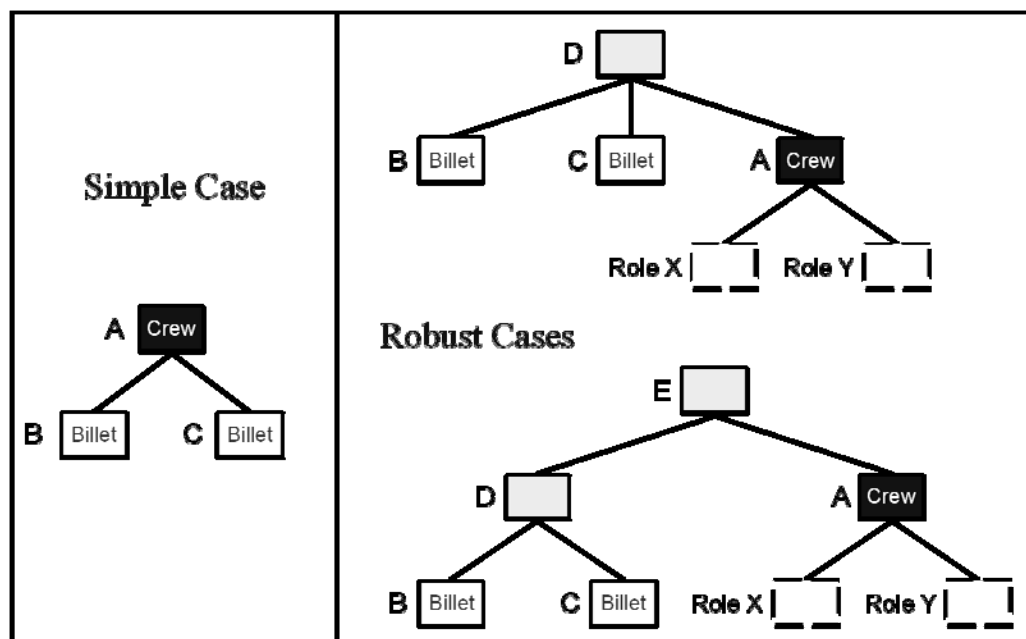 Simple Case
A Crew
B Billet C Billet
D
B Billet C Billet A Crew
Role X Role Y
Robust Cases
E
D A Crew
B Billet C Billet Role X Role Y